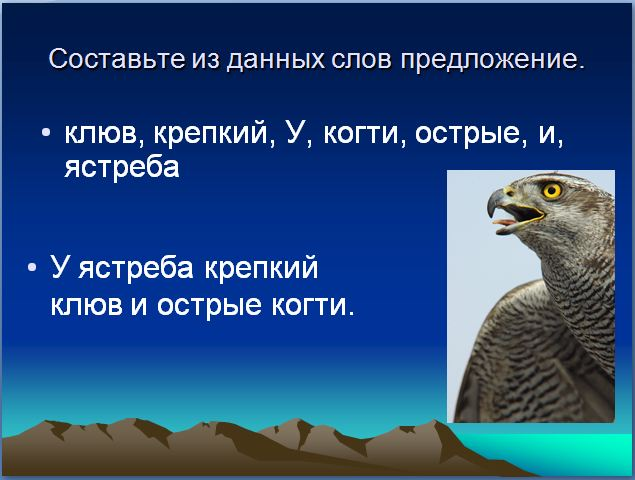 Составьте из данных слов предложение.
• клюв, крепкий, У, когти, острые, и,
ястреба
• У ястреба крепкий
клюв и острые когти.